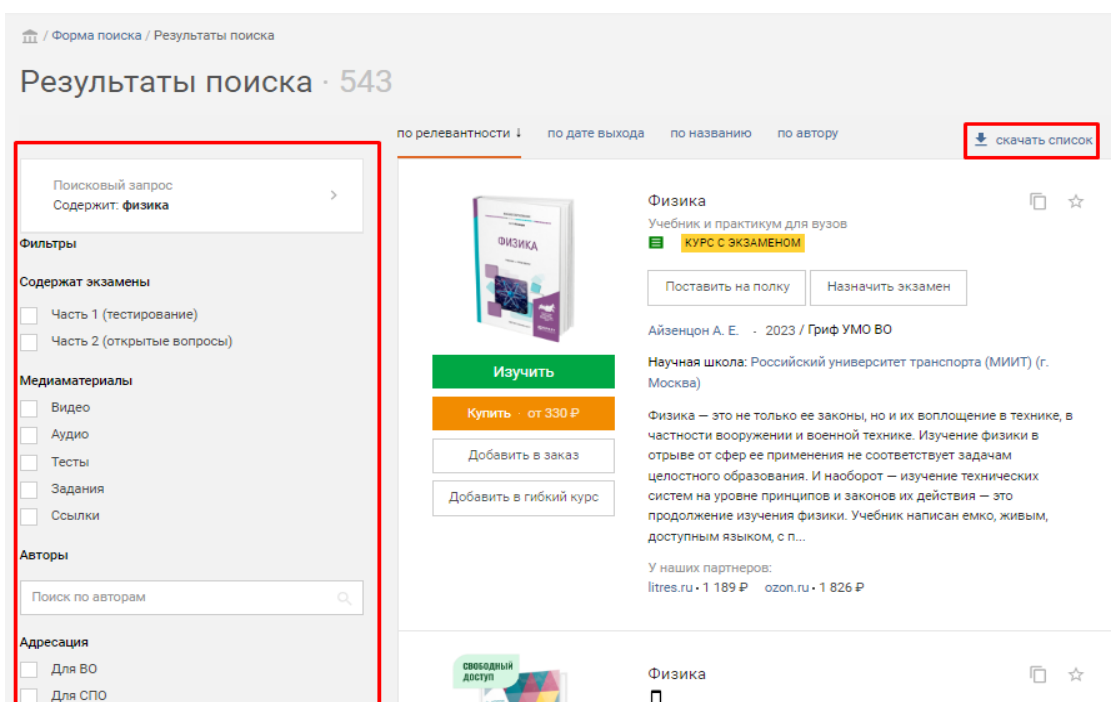 / Форма поиска / Результаты поиска
Результаты поиска · 543
по релевантности ↓ по дате выхода по названию по автору
скачать список
Поисковый запрос
Содержит: физика
Фильтры
Содержат экзамены
Часть 1 (тестирование)
Часть 2 (открытые вопросы)
Медиаматериалы
Видео
Аудио
Тесты
Задания
Ссылки
Авторы
Поиск по авторам
Адресация
Для ВО
Для СПО
ФИЗИКА
Изучить
Купить · от 330 ₽
Добавить в заказ
Добавить в гибкий курс
Физика
Учебник и практикум для вузов
КУРС С ЭКЗАМЕНОМ
Поставить на полку Назначить экзамен
Айзенцон А. Е. · 2023 / Гриф УМО ВО
Научная школа: Российский университет транспорта (МИИТ) (г.
Москва)
Физика — это не только ее законы, но и их воплощение в технике, в
частности вооружении и военной технике. Изучение физики в
отрыве от сфер ее применения не соответствует задачам
целостного образования. И наоборот — изучение технических
систем на уровне принципов и законов их действия — это
продолжение изучения физики. Учебник написан емко, живым,
доступным языком, с п...
У наших партнеров:
litres.ru • 1 189 ₽ ozon.ru • 1 826 ₽
СВОБОДНЫЙ
ДОСТУП
Физика